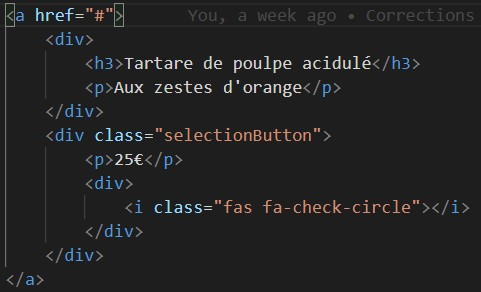 <a href="#"> You, a week ago • Corrections
<div>
<h3>Tartare de poulpe acidulé</h3>
<p>Aux zestes d'orange</p>
</div>
<div class="selectionButton">
<p>25€</p>
<div>
<i class="fas fa-check-circle"></i>
</div>
</div>
</a>